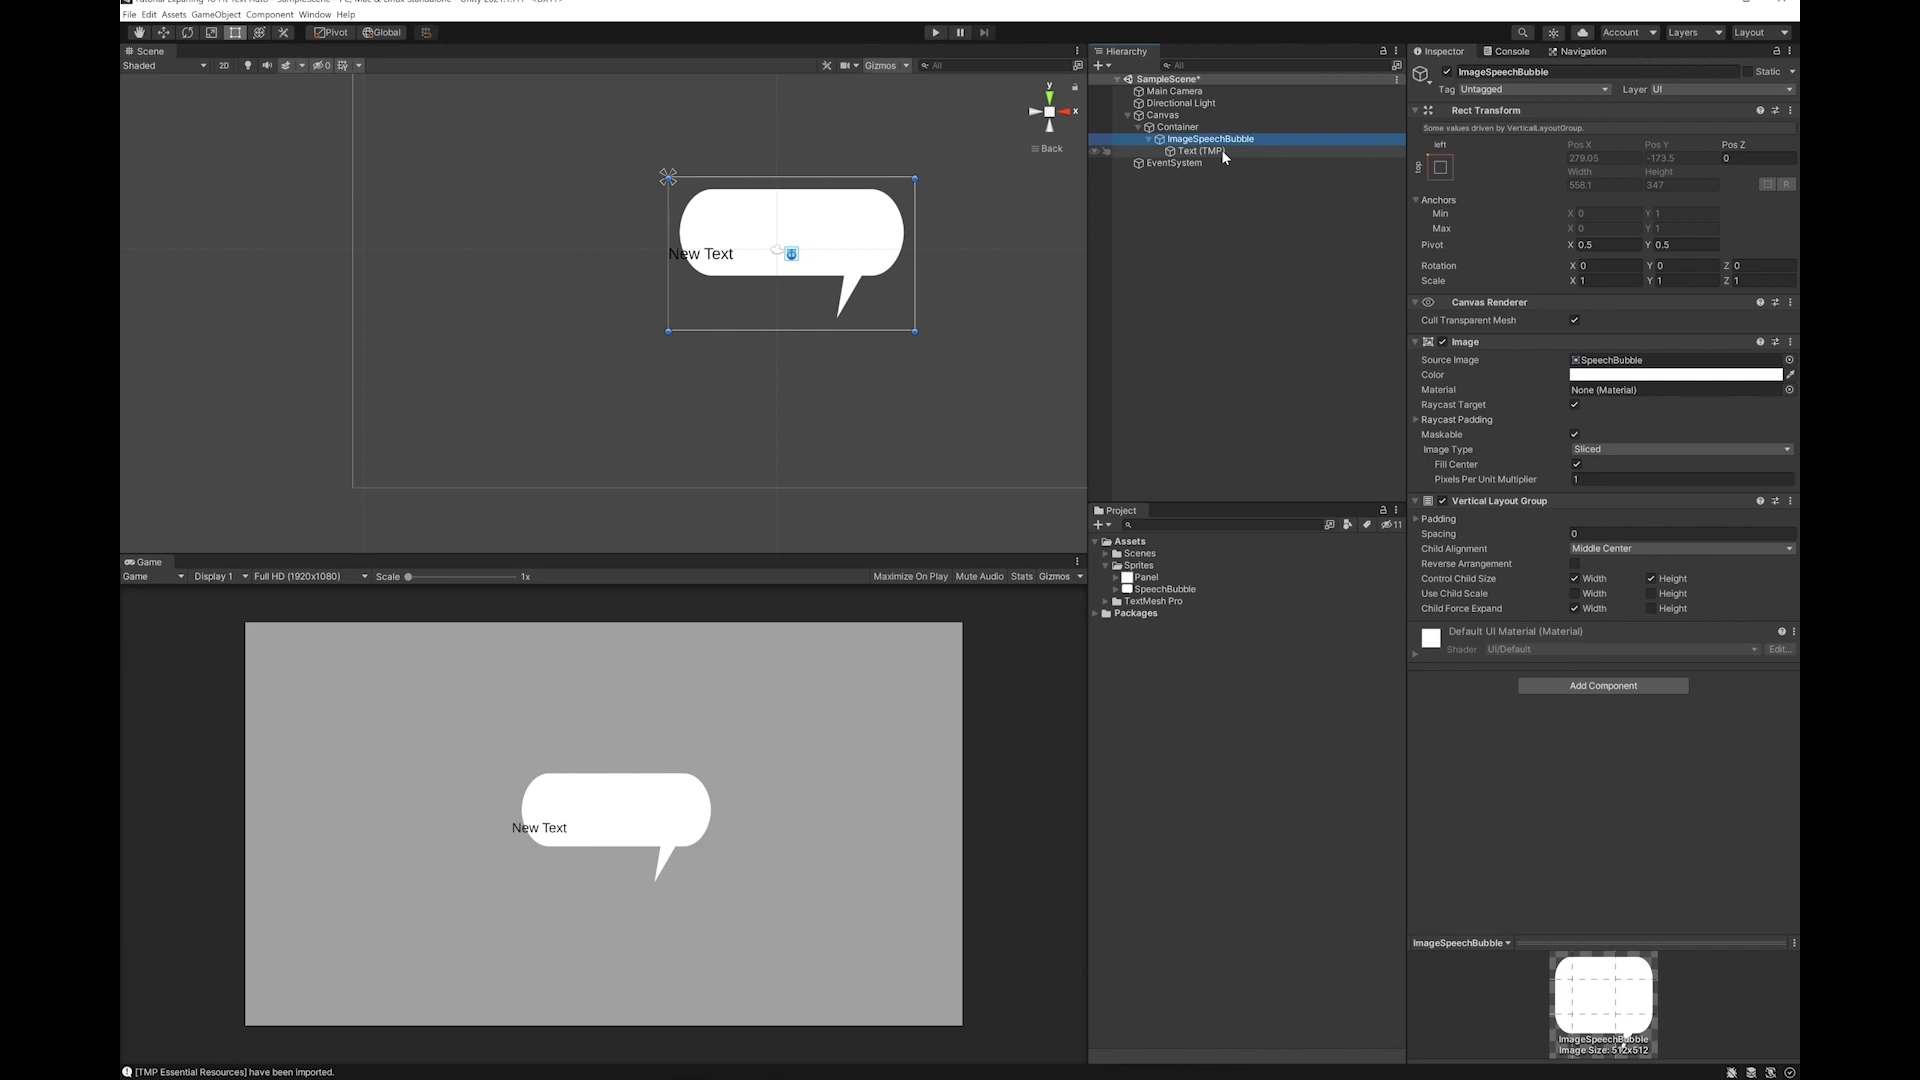 File Edit Assets GameObject Component Window Help
Pivot Global
Account Layers Layout
Scene
Shaded 2D 0 Gizmos All
y
x
Back
New Text
Game
Game Display 1 Full HD (1920x1080) Scale 1x Maximize On Play Mute Audio Stats Gizmos
New Text
[TMP Essential Resources] have been imported.
Hierarchy
All
SampleScene*
Main Camera
Directional Light
Canvas
Container
ImageSpeechBubble
Text (TMP)
EventSystem
Project
11
Assets
Scenes
Sprites
Panel
SpeechBubble
TextMesh Pro
Packages
Inspector Console Navigation
ImageSpeechBubble Static
Tag Untagged Layer UI
Rect Transform
Some values driven by VerticalLayoutGroup.
left Pos X Pos Y Pos Z
top 279.05 -173.5 0
Width Height
558.1 347 R
Anchors
Min X 0 Y 1
Max X 0 Y 1
Pivot X 0.5 Y 0.5
Rotation X 0 Y 0 Z 0
Scale X 1 Y 1 Z 1
Canvas Renderer
Cull Transparent Mesh
Image
Source Image SpeechBubble
Color
Material None (Material)
Raycast Target
Raycast Padding
Maskable
Image Type Sliced
Fill Center
Pixels Per Unit Multiplier 1
Vertical Layout Group
Padding
Spacing 0
Child Alignment Middle Center
Reverse Arrangement
Control Child Size Width Height
Use Child Scale Width Height
Child Force Expand Width Height
Default UI Material (Material)
Shader UI/Default Edit...
Add Component
ImageSpeechBubble
ImageSpeechBubble
Image Size: 512x512